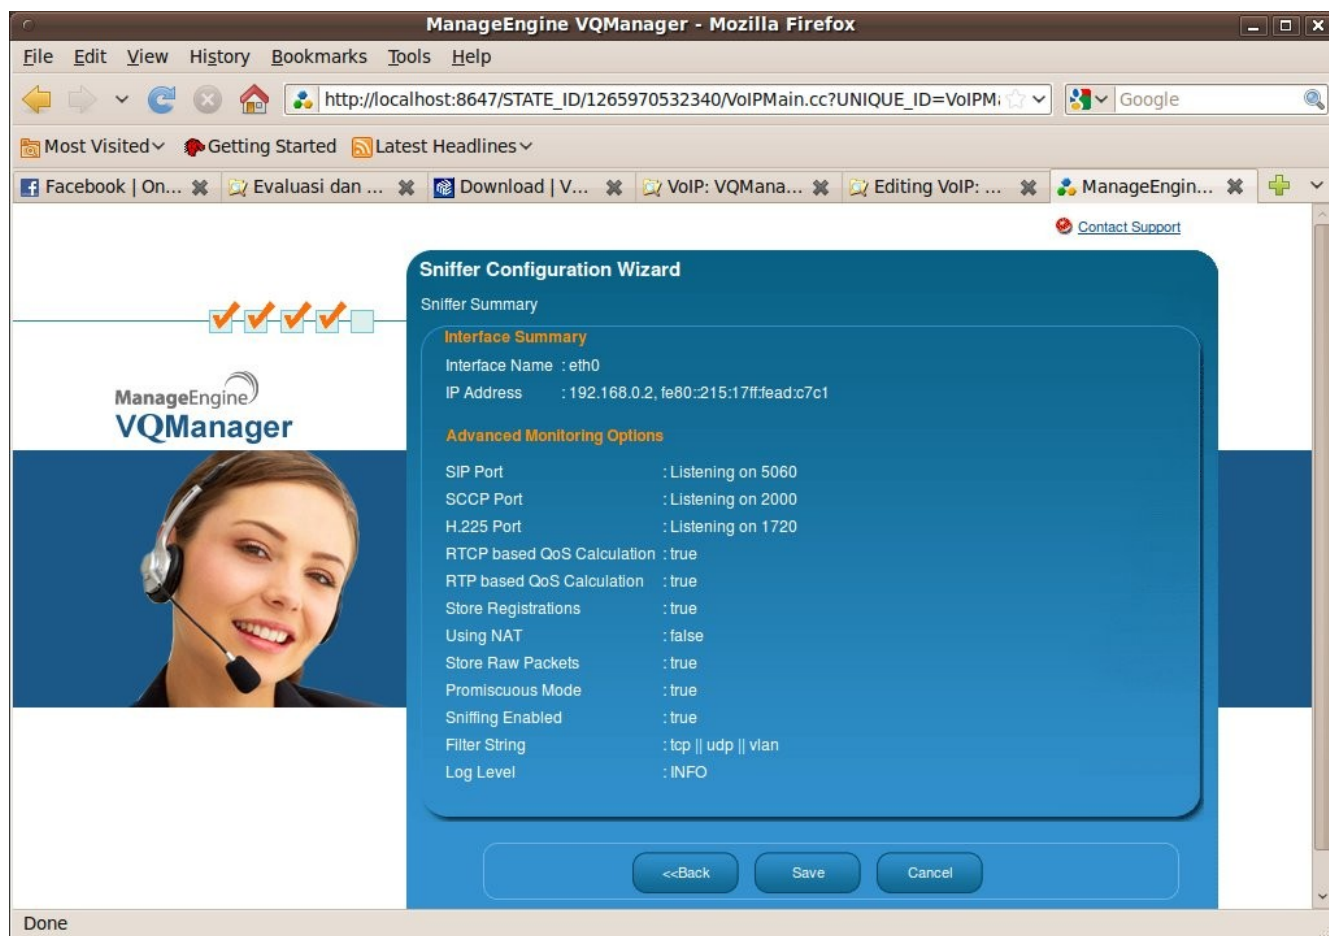 ManageEngine VQManager - Mozilla Firefox
File Edit View History Bookmarks Tools Help
http://localhost:8647/STATE_ID/1265970532340/VoIPMain.cc?UNIQUE_ID=VoIPM
Google
Most Visited Getting Started Latest Headlines
Facebook | On... Evaluasi dan ... Download | V... VoIP: VQMana... Editing VoIP: ... ManageEngin...
Contact Support
Sniffer Configuration Wizard
Sniffer Summary
Interface Summary
Interface Name : eth0
IP Address : 192.168.0.2, fe80::215:17ff:fead:c7c1
ManageEngine
VQManager
Advanced Monitoring Options
SIP Port : Listening on 5060
SCCP Port : Listening on 2000
H.225 Port : Listening on 1720
RTCP based QoS Calculation : true
RTP based QoS Calculation : true
Store Registrations : true
Using NAT : false
Store Raw Packets : true
Promiscuous Mode : true
Sniffing Enabled : true
Filter String : tcp || udp || vlan
Log Level : INFO
<<Back Save Cancel
Done